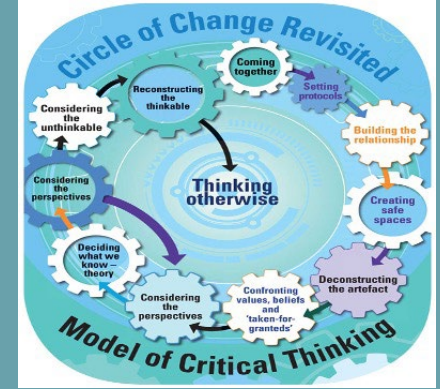 Circle of Change Revisited
Coming
together
Setting
protocols
Building the
relationship
Creating
safe
spaces
Deconstructing
the artefact
Confronting
values, beliefs
and
'taken-for-
granteds'
Considering
the
perspectives
Deciding
what we
know –
theory
Considering
the
perspectives
Considering
the
unthinkable
Reconstructing
the
thinkable
Thinking
otherwise
Model of Critical Thinking